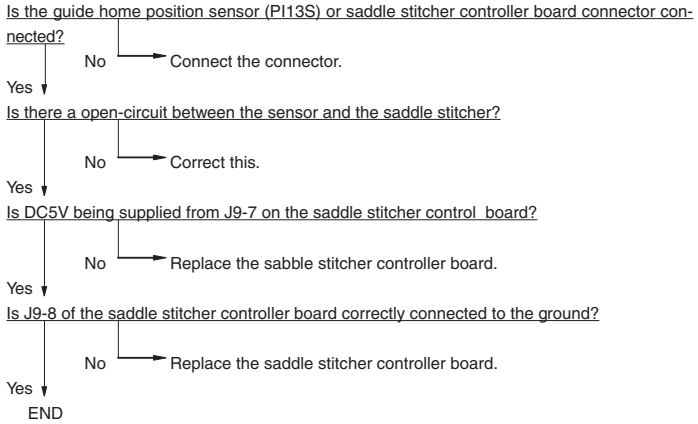 Is the guide home position sensor (PI13S) or saddle stitcher controller board connector con-
nected?
No Connect the connector.
Yes
Is there a open-circuit between the sensor and the saddle stitcher?
No Correct this.
Yes
Is DC5V being supplied from J9-7 on the saddle stitcher control board?
No Replace the sabble stitcher controller board.
Yes
Is J9-8 of the saddle stitcher controller board correctly connected to the ground?
No Replace the saddle stitcher controller board.
Yes
END